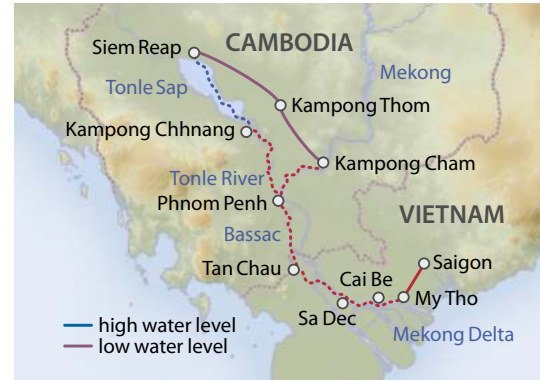 Siem Reap
CAMBODIA
Tonle Sap
Mekong
Kampong Thom
Kampong Chhnang
Kampong Cham
Tonle River
Phnom Penh
VIETNAM
Bassac
Tan Chau
Cai Be
Saigon
Sa Dec
My Tho
high water level
Mekong Delta
low water level